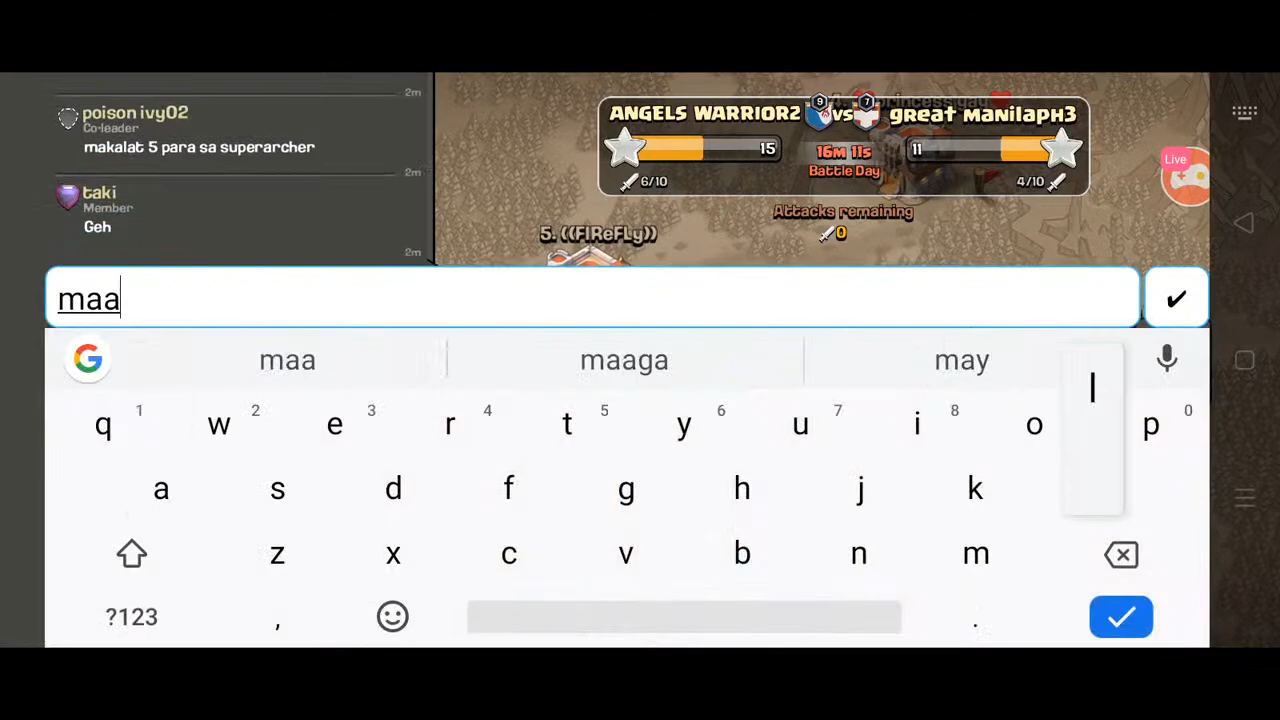 2m
poison ivy02
Co-leader
makalat 5 para sa superarcher
2m
taki
Member
Geh
2m
ANGELS WARRIOR2
9
vs
7
great manilaPH3
15
16M 11s
11
Battle Day
6/10
4/10
Attacks remaining
0
5. ((FIReFLy))
Live
maa
✔
G
maa
maaga
may
l
q 1 w 2 e 3 r 4 t 5 y 6 u 7 i 8 o p 0
a s d f g h j k
z x c v b n m
?123 , .